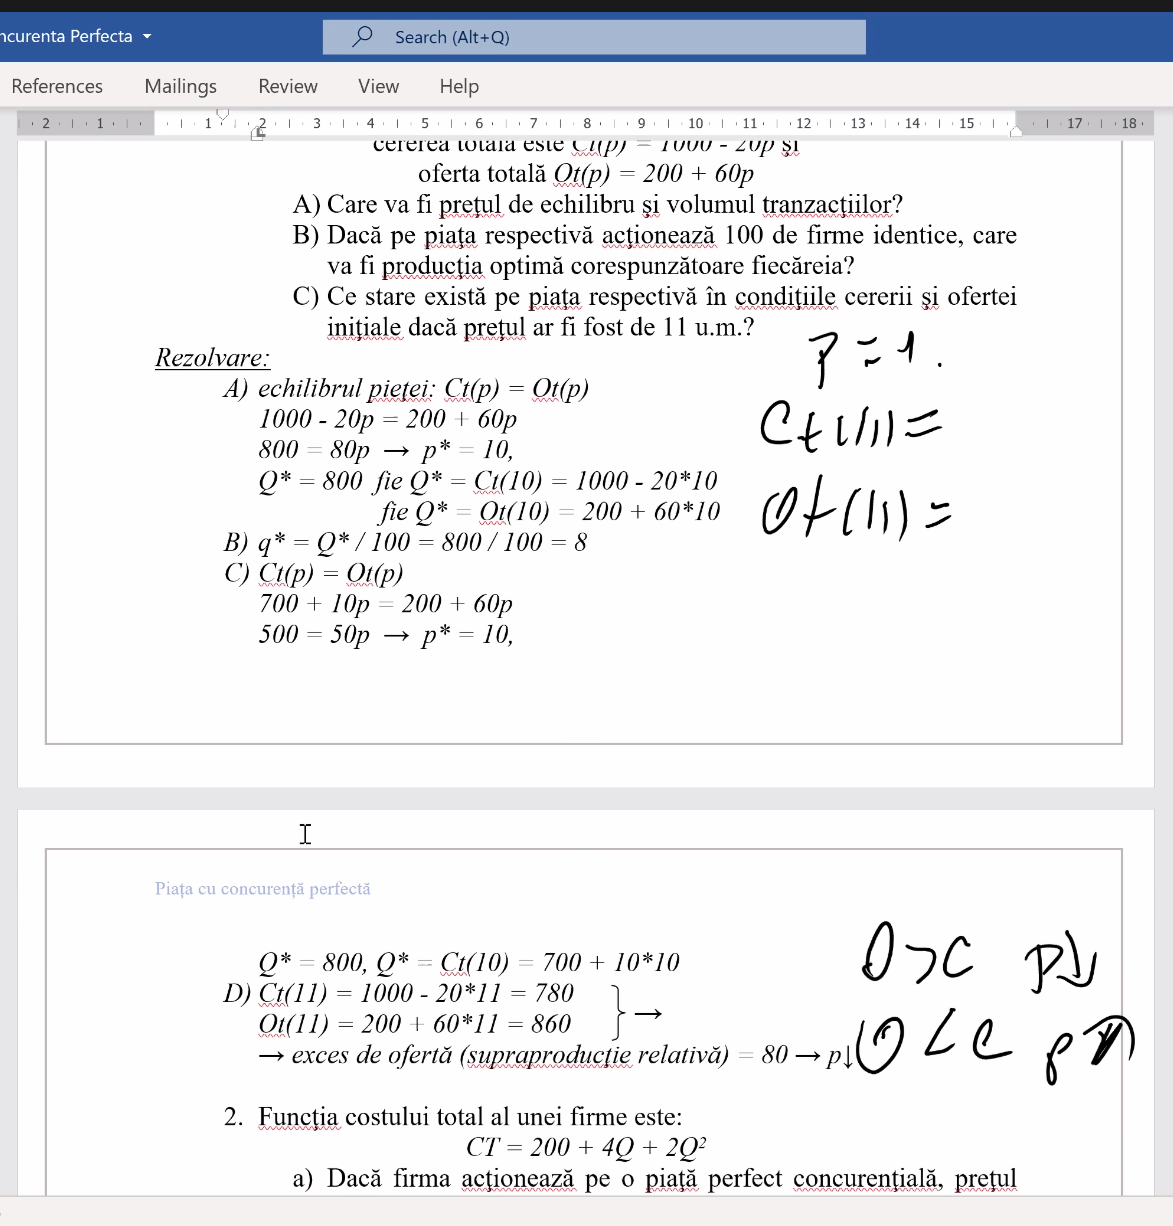 ncurenta Perfecta
Search (Alt+Q)
References Mailings Review View Help
2 1 1 2 3 4 5 6 7 8 9 10 11 12 13 14 15 17 18
cererea totală este Ct(p) = 1000 - 20p și
oferta totală Ot(p) = 200 + 60p
A) Care va fi prețul de echilibru și volumul tranzacțiilor?
B) Dacă pe piața respectivă acționează 100 de firme identice, care
va fi producția optimă corespunzătoare fiecăreia?
C) Ce stare există pe piața respectivă în condițiile cererii și ofertei
inițiale dacă prețul ar fi fost de 11 u.m.?
p = 1.
Rezolvare:
A) echilibrul pieței: Ct(p) = Ot(p)
1000 - 20p = 200 + 60p
Ct(11) =
800 = 80p → p* = 10,
Q* = 800 fie Q* = Ct(10) = 1000 - 20*10
fie Q* = Ot(10) = 200 + 60*10
Ot(11) =
B) q* = Q* / 100 = 800 / 100 = 8
C) Ct(p) = Ot(p)
700 + 10p = 200 + 60p
500 = 50p → p* = 10,
Piața cu concurență perfectă
Q* = 800, Q* = Ct(10) = 700 + 10*10
O > C p↓
D) Ct(11) = 1000 - 20*11 = 780
Ot(11) = 200 + 60*11 = 860 } →
→ exces de ofertă (supraproducție relativă) = 80 → p↓
O < C p↑
2. Funcția costului total al unei firme este:
CT = 200 + 4Q + 2Q²
a) Dacă firma acționează pe o piață perfect concurențială, prețul